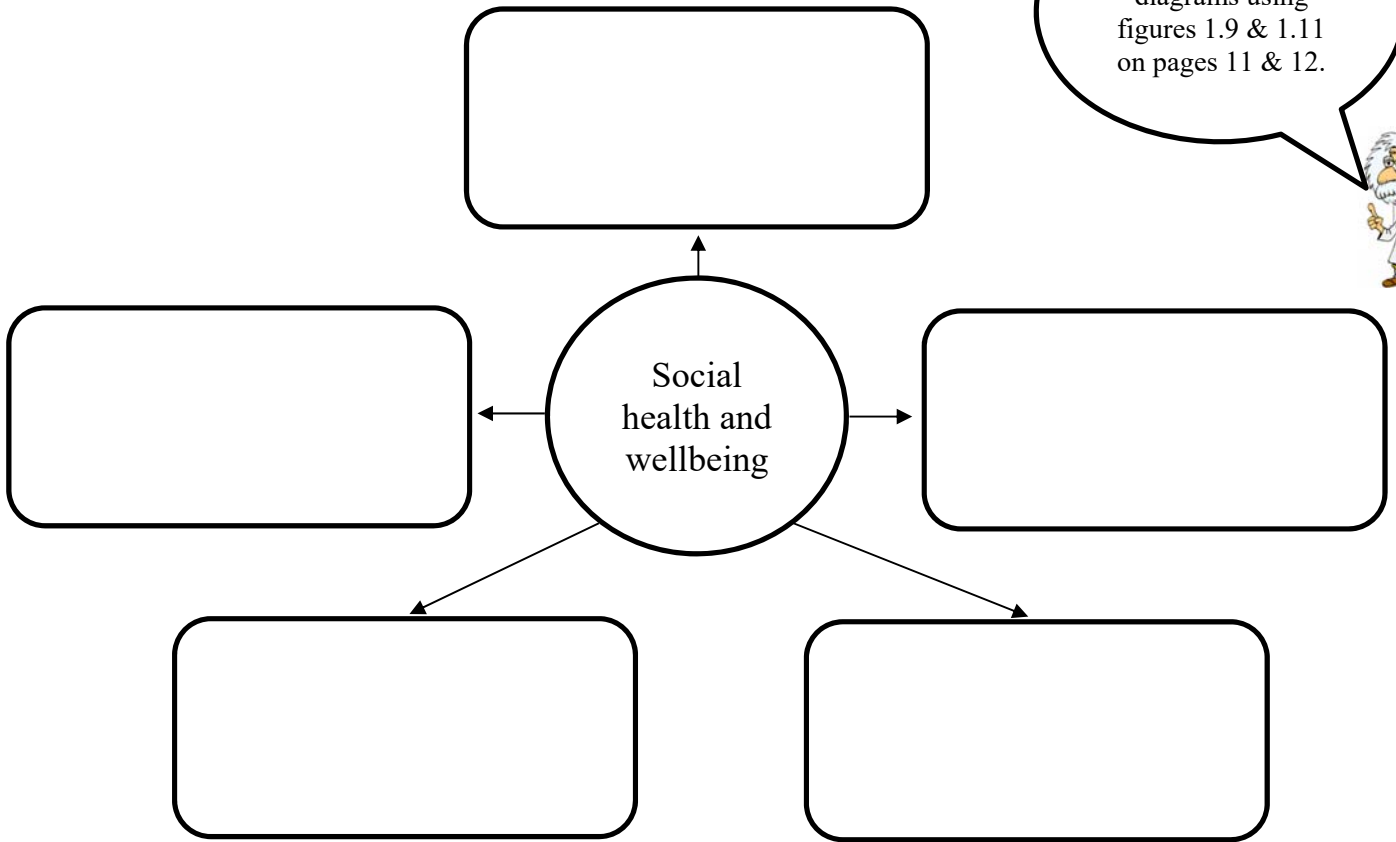 diagrams using
figures 1.9 & 1.11
on pages 11 & 12.
Social
health and
wellbeing